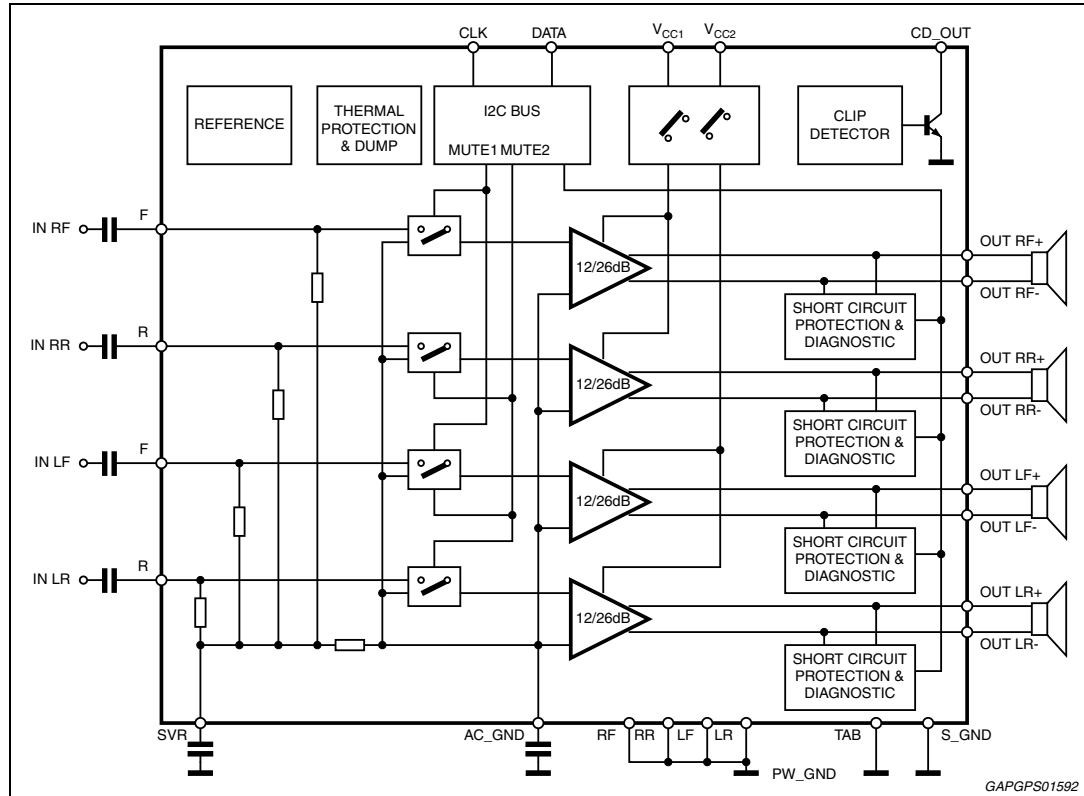 CLK
DATA
VCC1
VCC2
CD_OUT
REFERENCE
THERMAL
PROTECTION
& DUMP
I2C BUS
MUTE1 MUTE2
CLIP
DETECTOR
IN RF
F
12/26dB
OUT RF+
OUT RF-
SHORT CIRCUIT
PROTECTION &
DIAGNOSTIC
IN RR
R
12/26dB
OUT RR+
OUT RR-
SHORT CIRCUIT
PROTECTION &
DIAGNOSTIC
IN LF
F
12/26dB
OUT LF+
OUT LF-
SHORT CIRCUIT
PROTECTION &
DIAGNOSTIC
IN LR
R
12/26dB
OUT LR+
OUT LR-
SHORT CIRCUIT
PROTECTION &
DIAGNOSTIC
SVR
AC_GND
RF
RR
LF
LR
PW_GND
TAB
S_GND
GAPGPS01592